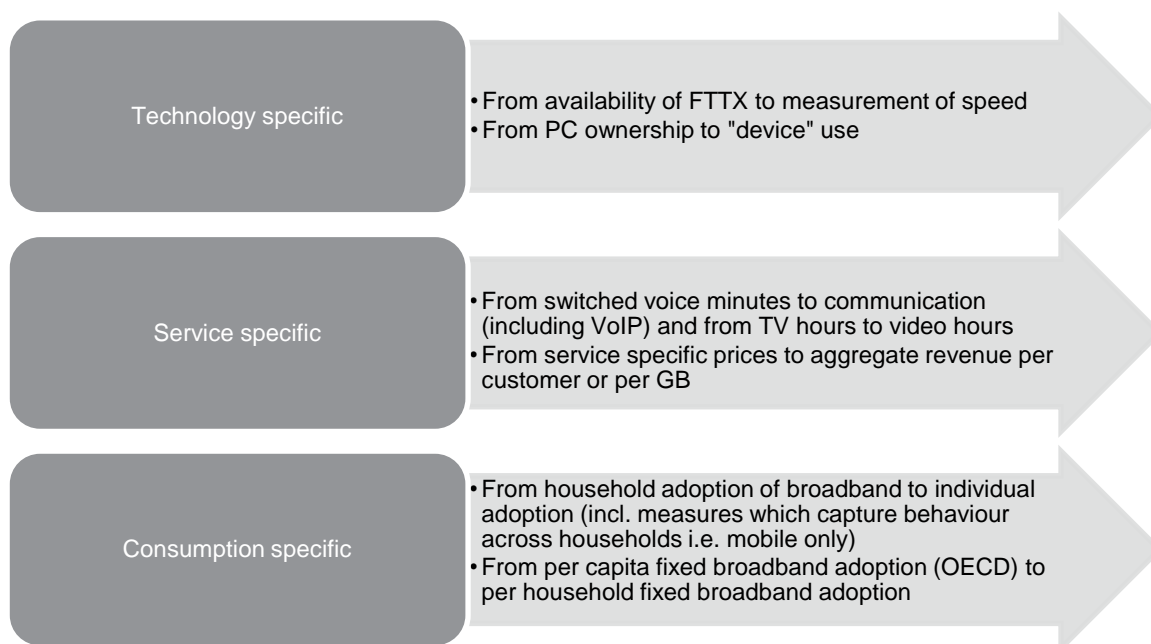 Technology specific
• From availability of FTTX to measurement of speed
• From PC ownership to "device" use
Service specific
• From switched voice minutes to communication
(including VoIP) and from TV hours to video hours
• From service specific prices to aggregate revenue per
customer or per GB
Consumption specific
• From household adoption of broadband to individual
adoption (incl. measures which capture behaviour
across households i.e. mobile only)
• From per capita fixed broadband adoption (OECD) to
per household fixed broadband adoption